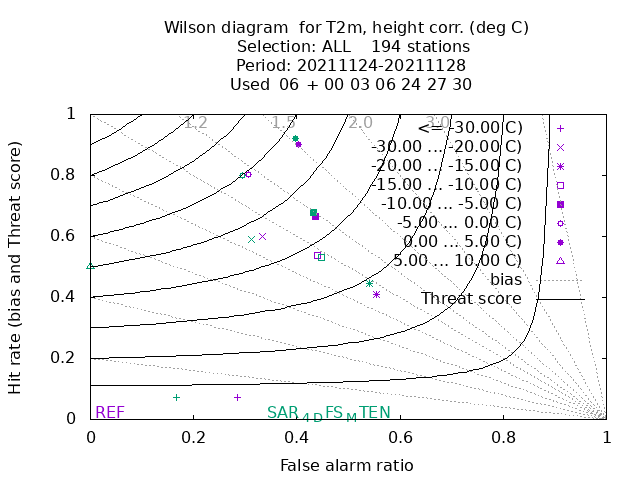 Wilson diagram  for T2m, height corr. (deg C)
Selection: ALL    194 stations
Period: 20211124-20211128
Used  06 + 00 03 06 24 27 30
Hit rate (bias and Threat score)
1
0.8
0.6
0.4
0.2
0
1.2 1.5 2.0 3.0
<= -30.00 C)
-30.00 ... -20.00 C)
-20.00 ... -15.00 C)
-15.00 ... -10.00 C)
-10.00 ... -5.00 C)
-5.00 ... 0.00 C)
0.00 ... 5.00 C)
5.00 ... 10.00 C)
bias
Threat score
REF SAR4DFSMTEN
0 0.2 0.4 0.6 0.8 1
False alarm ratio